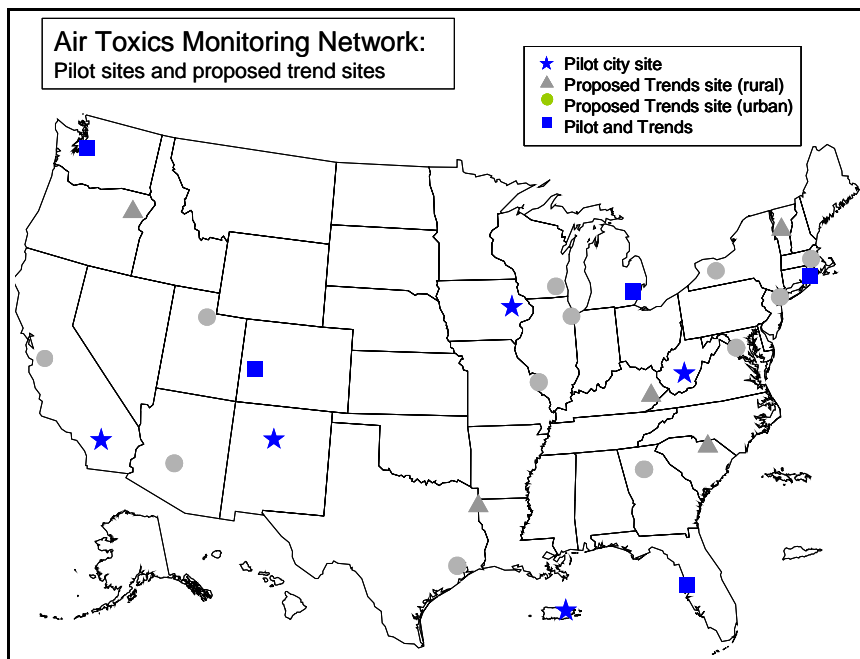 Air Toxics Monitoring Network:
Pilot sites and proposed trend sites
Pilot city site
Proposed Trends site (rural)
Proposed Trends site (urban)
Pilot and Trends